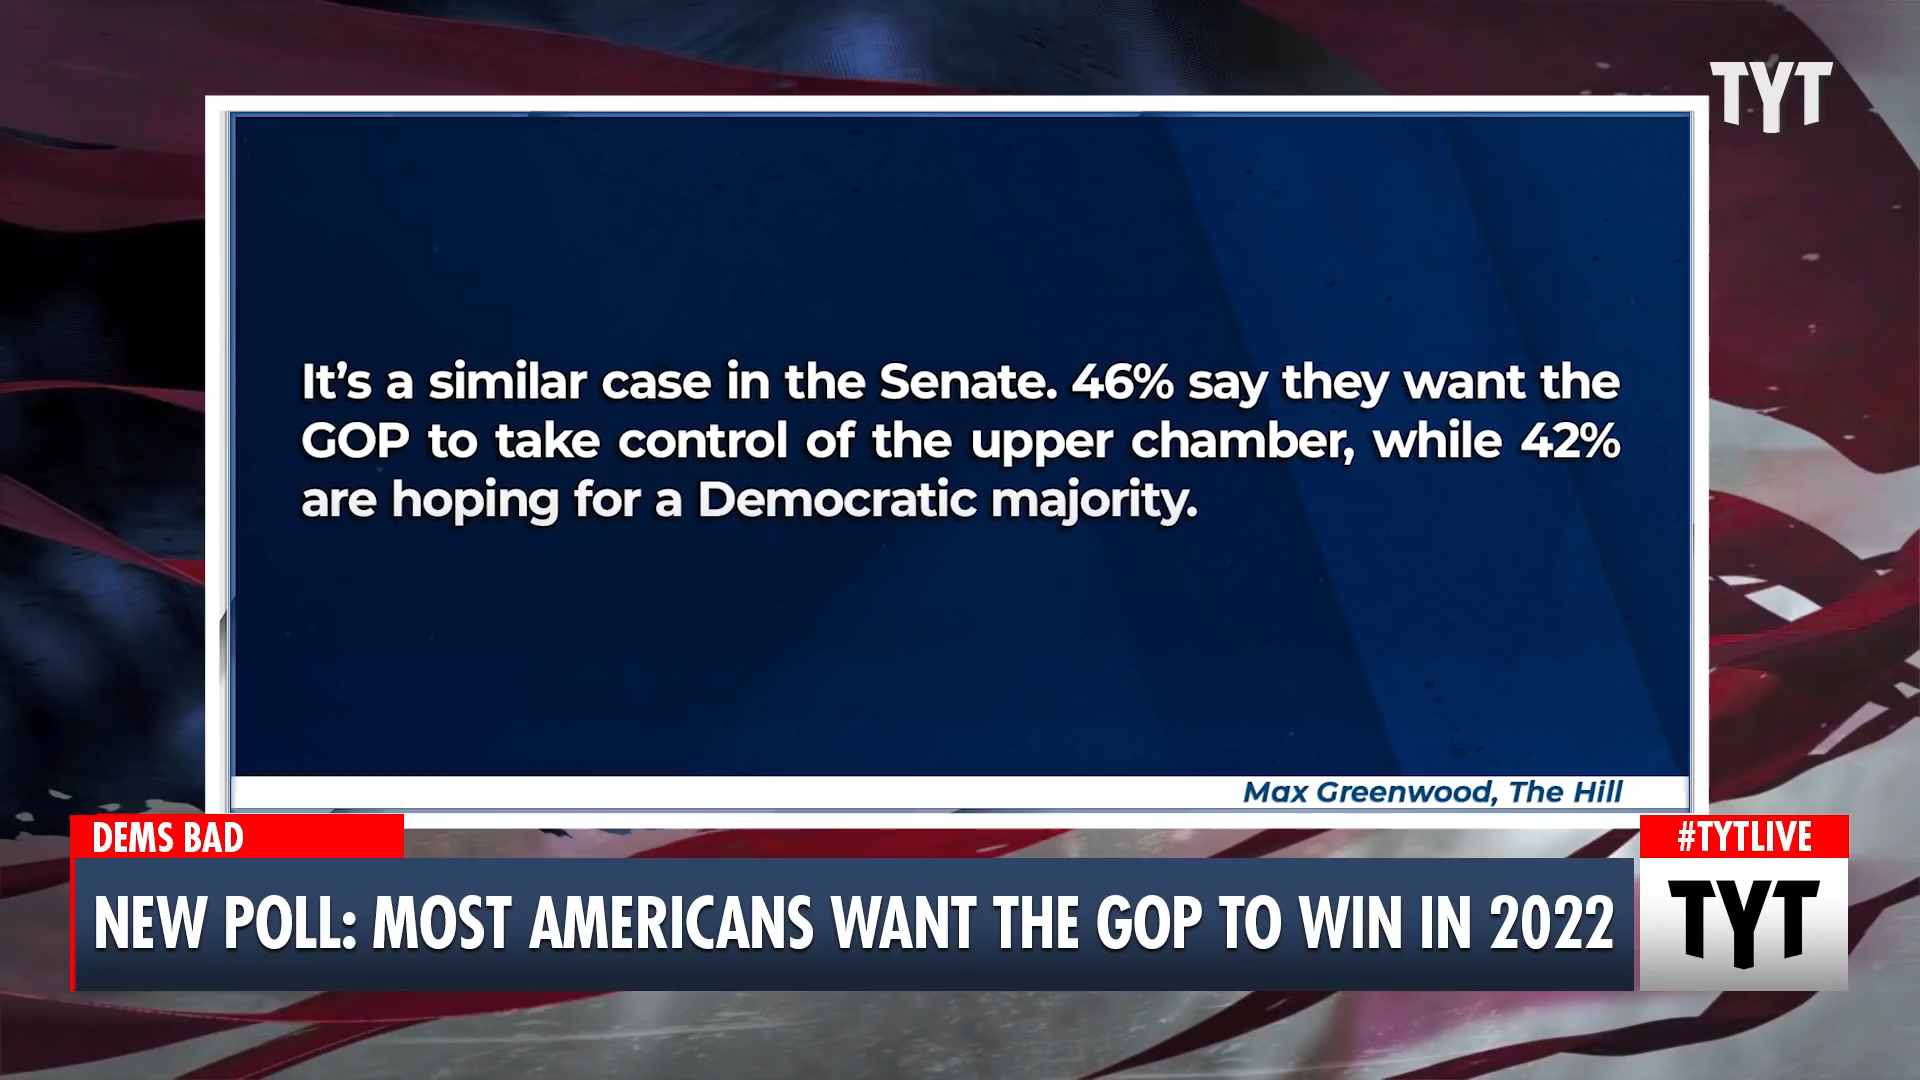 TYT
It's a similar case in the Senate. 46% say they want the
GOP to take control of the upper chamber, while 42%
are hoping for a Democratic majority.
Max Greenwood, The Hill
DEMS BAD
#TYTLIVE
NEW POLL: MOST AMERICANS WANT THE GOP TO WIN IN 2022
TYT